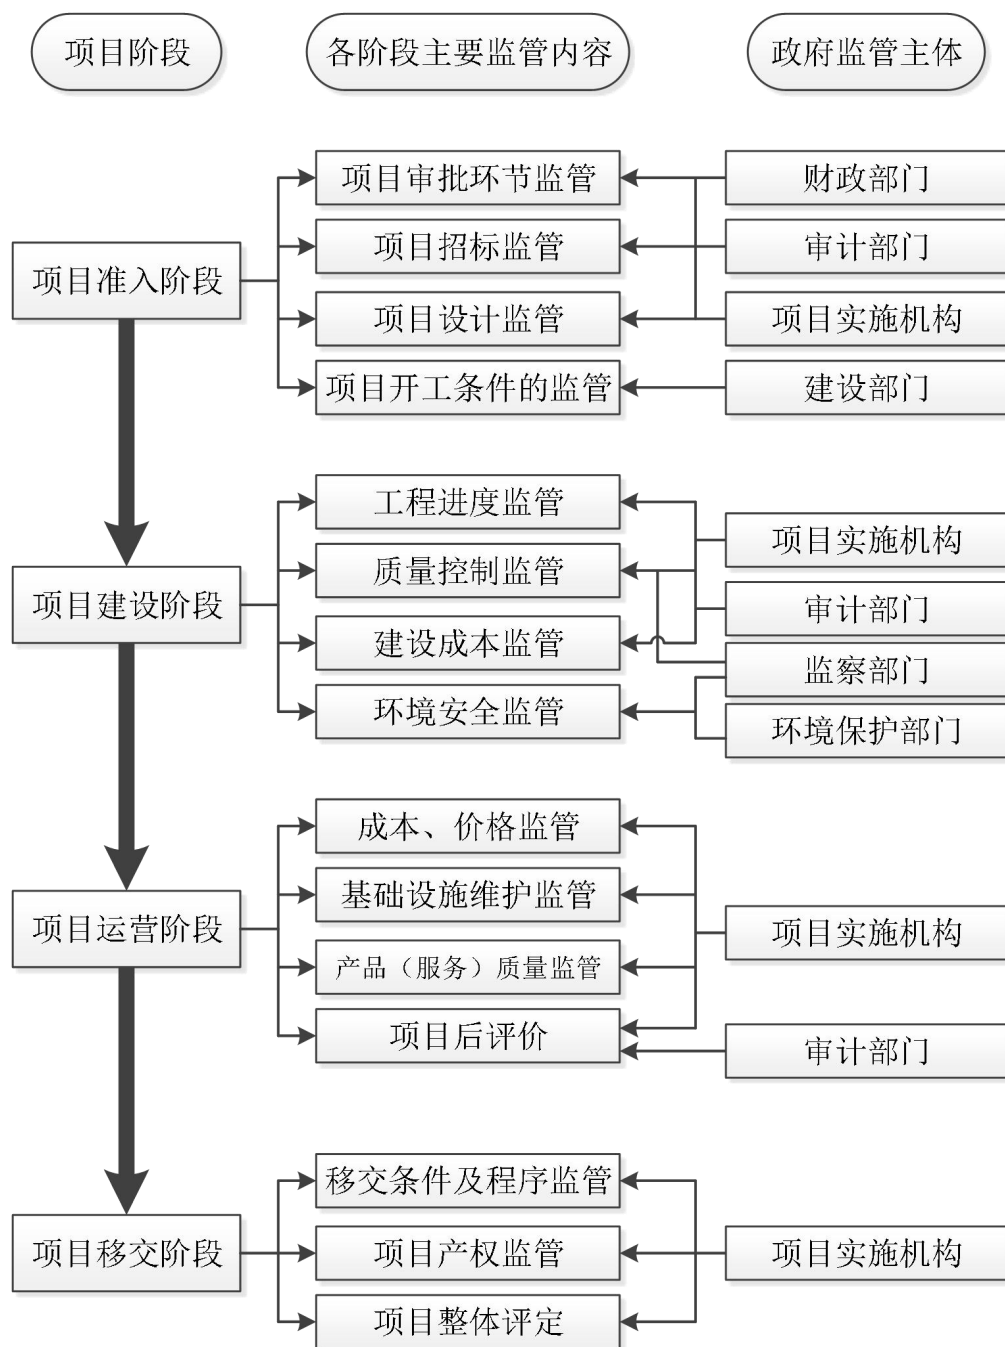 项目阶段
各阶段主要监管内容
政府监管主体
项目准入阶段
项目审批环节监管
项目招标监管
项目设计监管
项目开工条件的监管
财政部门
审计部门
项目实施机构
建设部门
项目建设阶段
工程进度监管
质量控制监管
建设成本监管
环境安全监管
项目实施机构
审计部门
监察部门
环境保护部门
项目运营阶段
成本、价格监管
基础设施维护监管
产品（服务）质量监管
项目后评价
项目实施机构
审计部门
项目移交阶段
移交条件及程序监管
项目产权监管
项目整体评定
项目实施机构